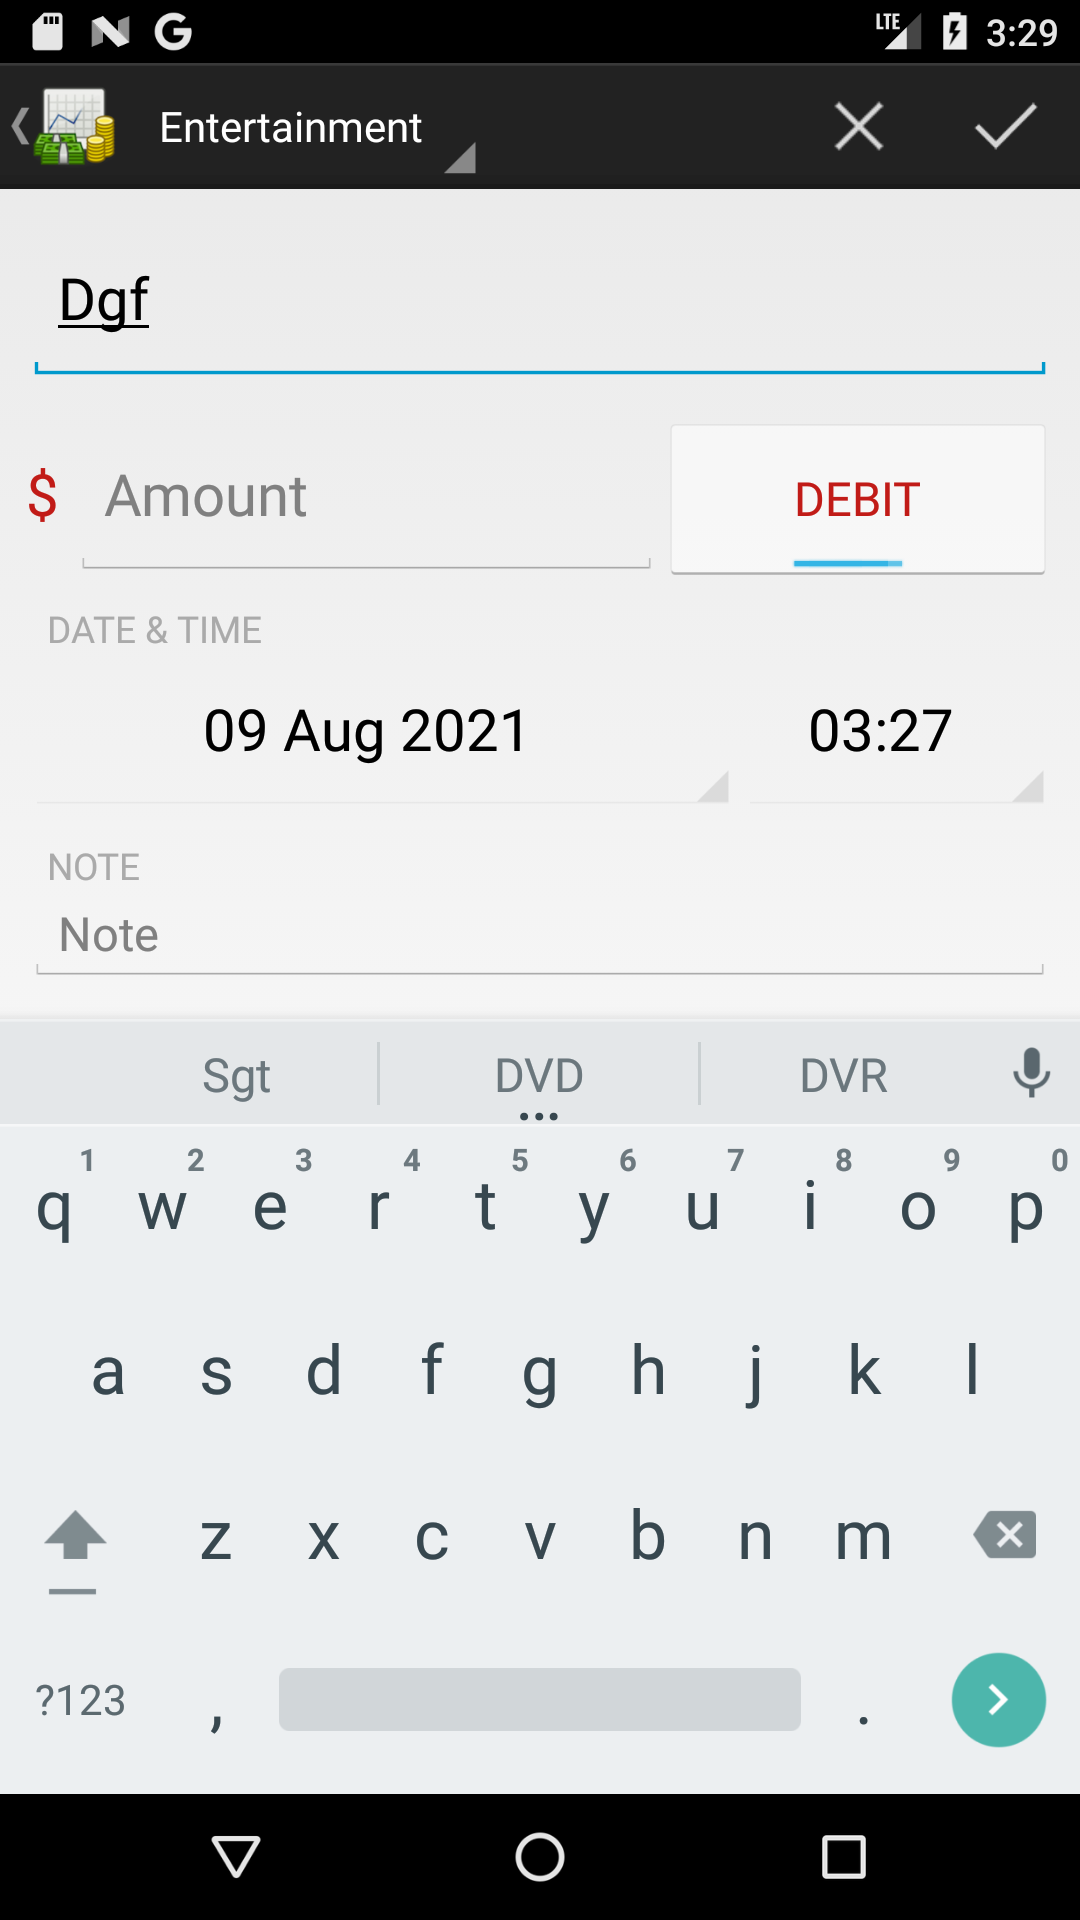 LTE 3:29
Entertainment
Dgf
$ Amount DEBIT
DATE & TIME
09 Aug 2021 03:27
NOTE
Note
Sgt DVD DVR
1 2 3 4 5 6 7 8 9 0
q w e r t y u i o p
a s d f g h j k l
z x c v b n m
?123 , .